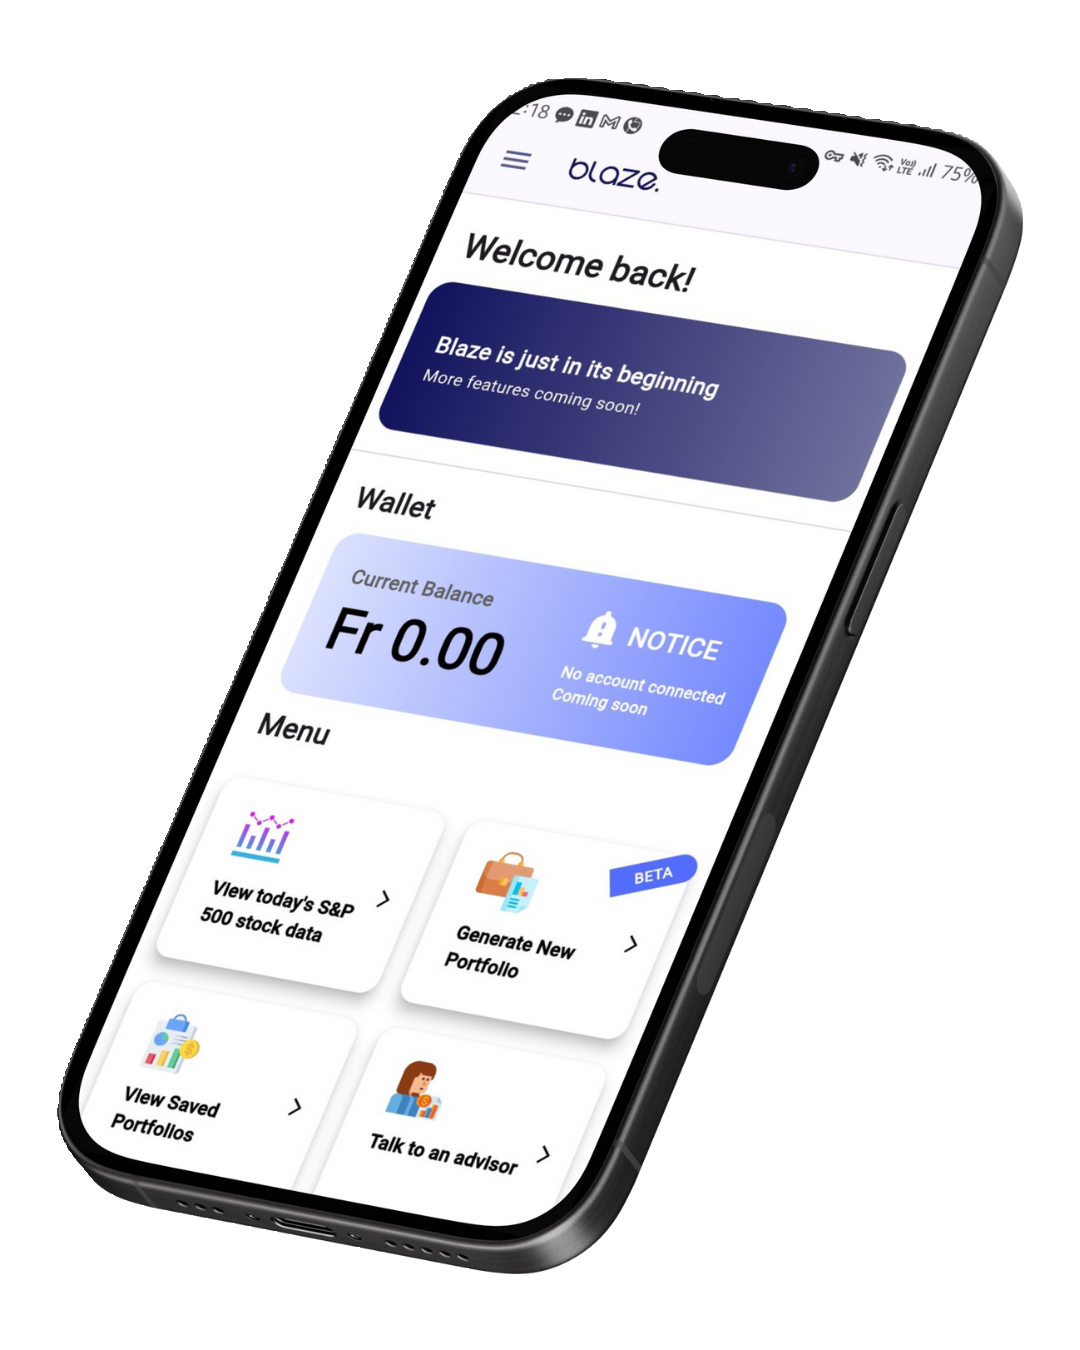 :18 Voo) LTE 75%
blaze.
Welcome back!
Blaze is just in its beginning
More features coming soon!
Wallet
Current Balance
Fr 0.00
NOTICE
No account connected
Coming soon
Menu
View today's S&P
500 stock data
BETA
Generate New
Portfolio
View Saved
Portfolios
Talk to an advisor